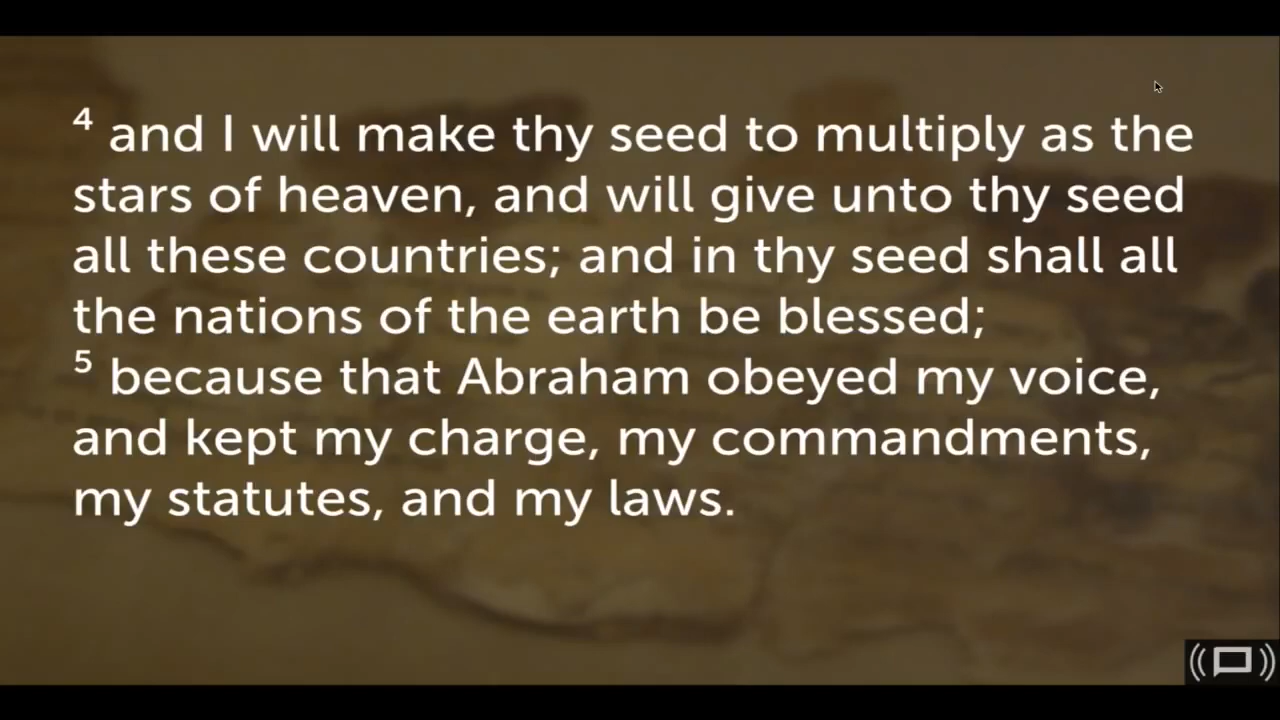 4 and I will make thy seed to multiply as the
stars of heaven, and will give unto thy seed
all these countries; and in thy seed shall all
the nations of the earth be blessed;
5 because that Abraham obeyed my voice,
and kept my charge, my commandments,
my statutes, and my laws.